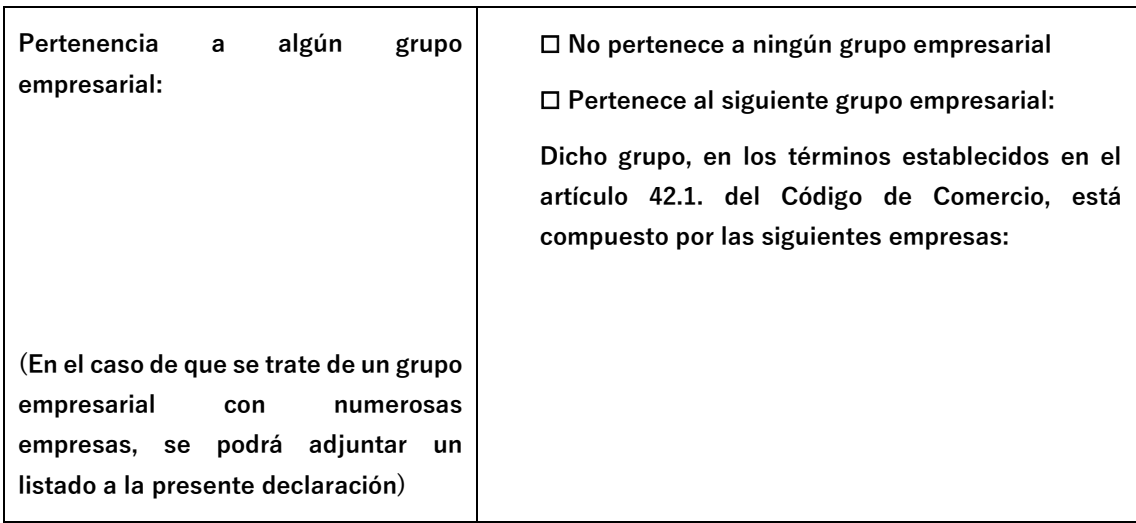 Pertenencia a algún grupo
empresarial:
(En el caso de que se trate de un grupo
empresarial con numerosas
empresas, se podrá adjuntar un
listado a la presente declaración)
☐ No pertenece a ningún grupo empresarial
☐ Pertenece al siguiente grupo empresarial:
Dicho grupo, en los términos establecidos en el
artículo 42.1. del Código de Comercio, está
compuesto por las siguientes empresas: